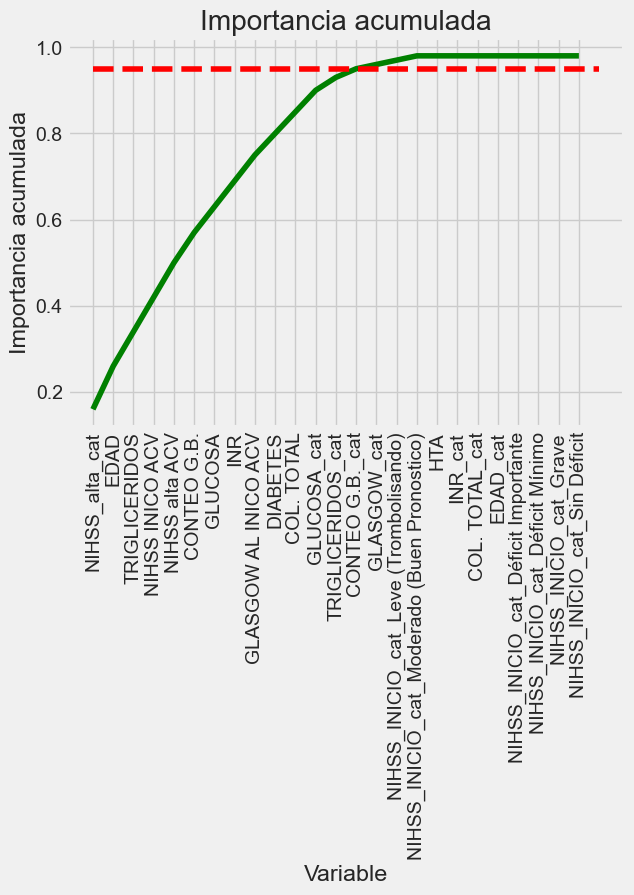 Importancia acumulada
Importancia acumulada
1.0
0.8
0.6
0.4
0.2
NIHSS_alta_cat
EDAD
TRIGLICERIDOS
NIHSS INICO ACV
NIHSS alta ACV
CONTEO G.B.
GLUCOSA
INR
GLASGOW AL INICO ACV
DIABETES
COL. TOTAL
GLUCOSA_cat
TRIGLICERIDOS_cat
CONTEO G.B._cat
GLASGOW_cat
NIHSS_INICIO_cat_Leve (Trombolisando)
NIHSS_INICIO_cat_Moderado (Buen Pronostico)
HTA
INR_cat
COL. TOTAL_cat
EDAD_cat
NIHSS_INICIO_cat_Déficit Importante
NIHSS_INICIO_cat_Déficit Mínimo
NIHSS_INICIO_cat_Grave
NIHSS_INICIO_cat_Sin Déficit
Variable